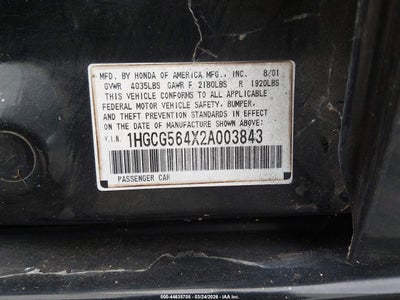 MFD. BY HONDA OF AMERICA MFG., INC. 8/01
GVWR 4035LBS GAWR F 2180LBS R 1920LBS
THIS VEHICLE CONFORMS TO ALL APPLICABLE
FEDERAL MOTOR VEHICLE SAFETY, BUMPER,
AND THEFT PREVENTION STANDARDS IN EFFECT
ON THE DATE OF MANUFACTURE SHOWN ABOVE.
V.I.N. 1HGCG564X2A003843
PASSENGER CAR
000-44635705 - 03/24/2026 - IAA Inc.